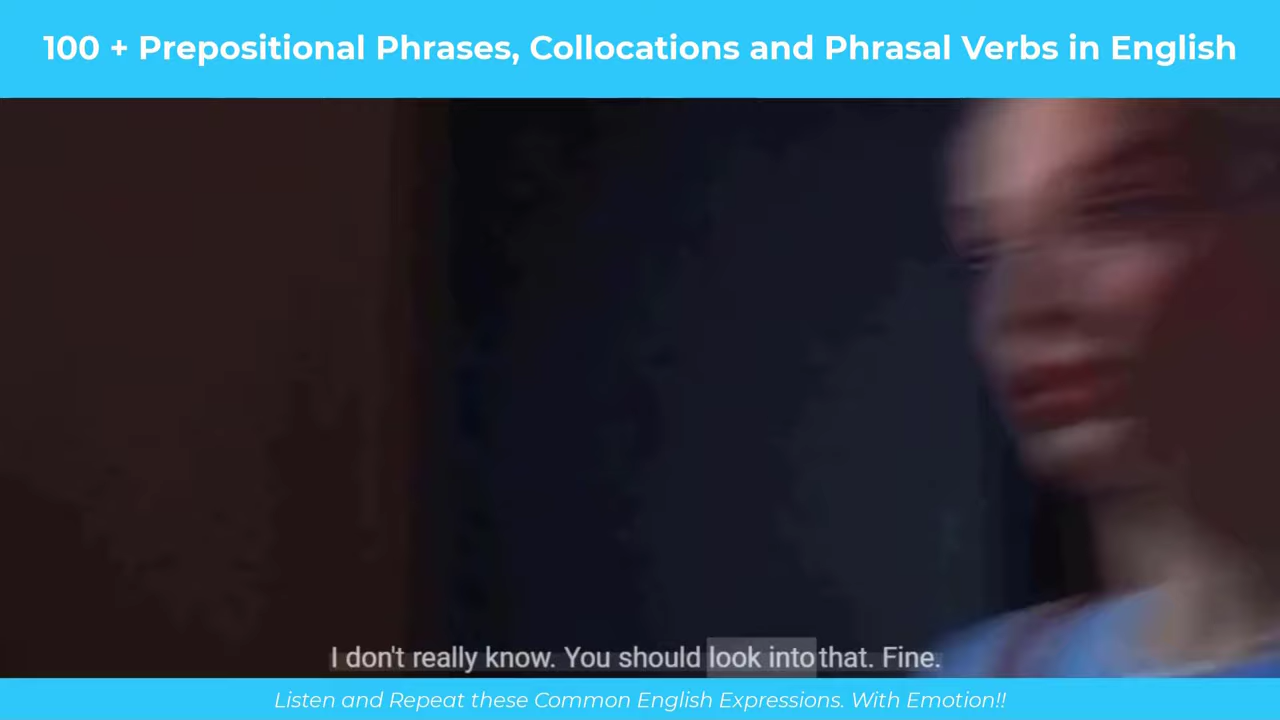 100 + Prepositional Phrases, Collocations and Phrasal Verbs in English
I don't really know. You should look into that. Fine.
Listen and Repeat these Common English Expressions. With Emotion!!